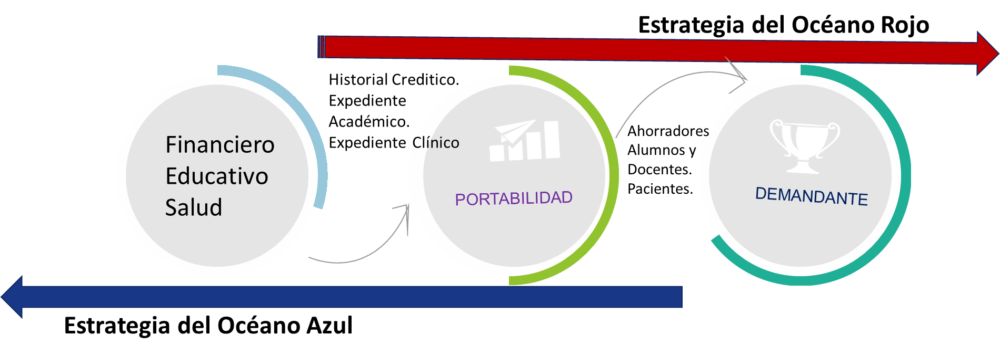 Estrategia del Océano Rojo
Historial Creditico.
Expediente
Académico.
Expediente Clínico
Financiero
Educativo
Salud
PORTABILIDAD
Ahorradores
Alumnos y
Docentes.
Pacientes.
DEMANDANTE
Estrategia del Océano Azul